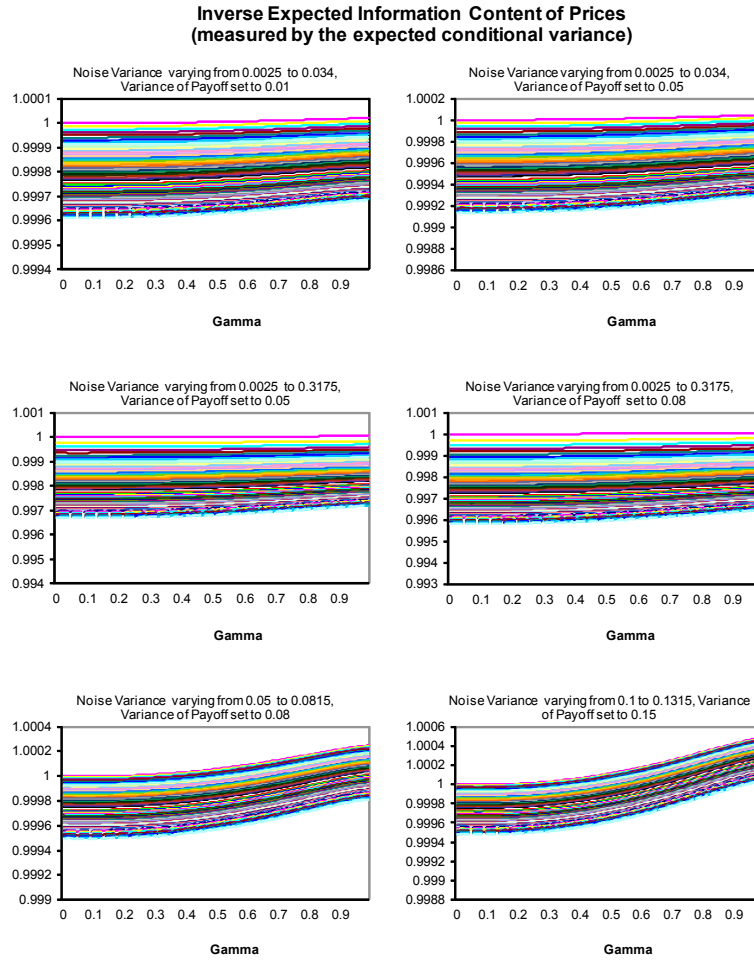 Inverse Expected Information Content of Prices
(measured by the expected conditional variance)
Noise Variance varying from 0.0025 to 0.034,
Variance of Payoff set to 0.01
1.0001
1
0.9999
0.9998
0.9997
0.9996
0.9995
0.9994
0 0.1 0.2 0.3 0.4 0.5 0.6 0.7 0.8 0.9
Gamma
Noise Variance varying from 0.0025 to 0.034,
Variance of Payoff set to 0.05
1.0002
1
0.9998
0.9996
0.9994
0.9992
0.999
0.9988
0.9986
0 0.1 0.2 0.3 0.4 0.5 0.6 0.7 0.8 0.9
Gamma
Noise Variance varying from 0.0025 to 0.3175,
Variance of Payoff set to 0.05
1.001
1
0.999
0.998
0.997
0.996
0.995
0.994
0 0.1 0.2 0.3 0.4 0.5 0.6 0.7 0.8 0.9
Gamma
Noise Variance varying from 0.0025 to 0.3175,
Variance of Payoff set to 0.08
1.001
1
0.999
0.998
0.997
0.996
0.995
0.994
0.993
0 0.1 0.2 0.3 0.4 0.5 0.6 0.7 0.8 0.9
Gamma
Noise Variance varying from 0.05 to 0.0815,
Variance of Payoff set to 0.08
1.0004
1.0002
1
0.9998
0.9996
0.9994
0.9992
0.999
0 0.1 0.2 0.3 0.4 0.5 0.6 0.7 0.8 0.9
Gamma
Noise Variance varying from 0.1 to 0.1315, Variance
of Payoff set to 0.15
1.0006
1.0004
1.0002
1
0.9998
0.9996
0.9994
0.9992
0.999
0.9988
0 0.1 0.2 0.3 0.4 0.5 0.6 0.7 0.8 0.9
Gamma